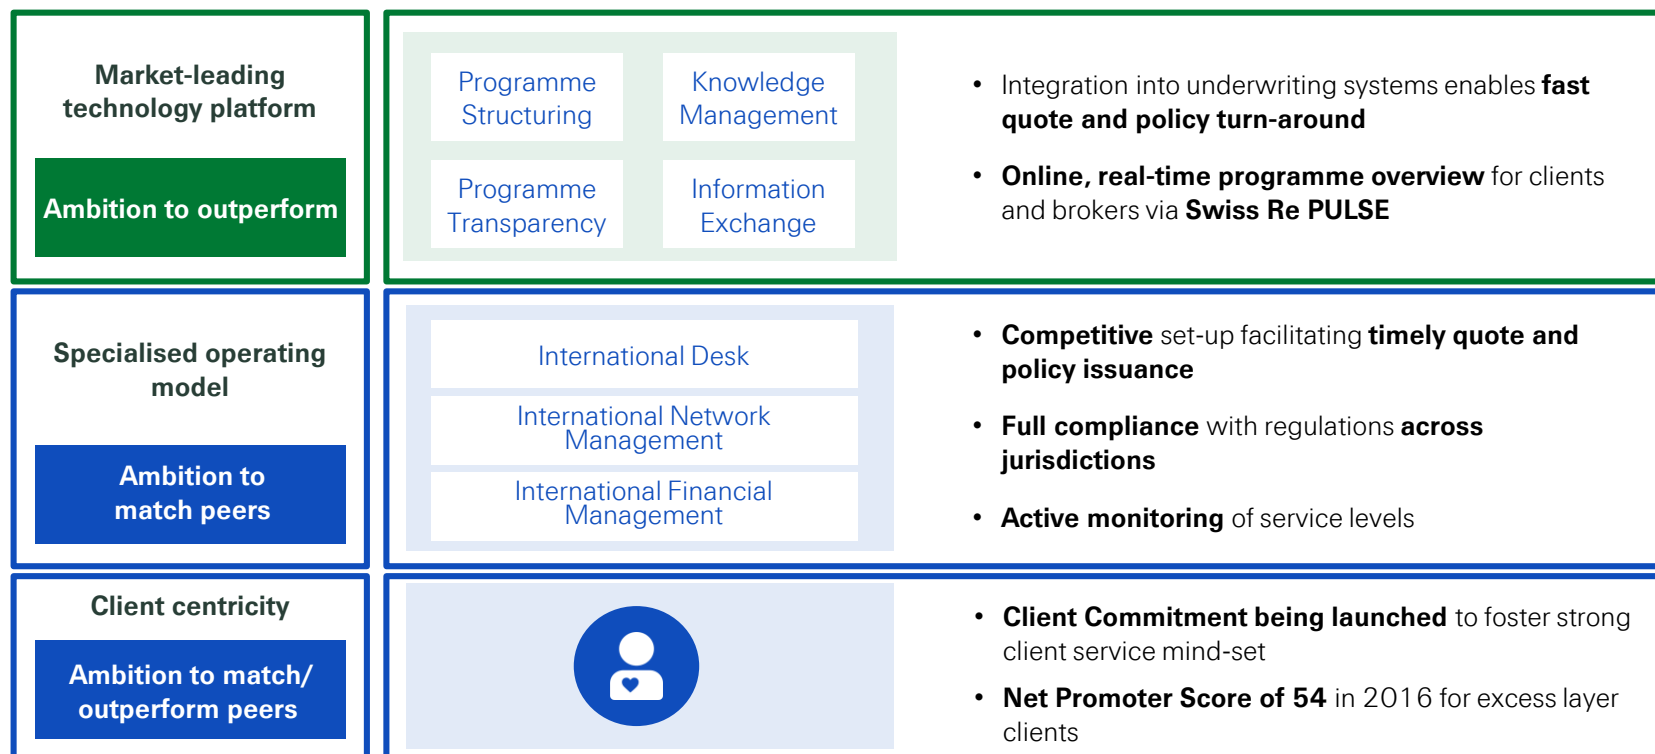 Market-leading
technology platform
Ambition to outperform
Programme
Structuring
Knowledge
Management
Programme
Transparency
Information
Exchange
• Integration into underwriting systems enables fast
quote and policy turn-around
• Online, real-time programme overview for clients
and brokers via Swiss Re PULSE
Specialised operating
model
Ambition to
match peers
International Desk
International Network
Management
International Financial
Management
• Competitive set-up facilitating timely quote and
policy issuance
• Full compliance with regulations across
jurisdictions
• Active monitoring of service levels
Client centricity
Ambition to match/
outperform peers
• Client Commitment being launched to foster strong
client service mind-set
• Net Promoter Score of 54 in 2016 for excess layer
clients